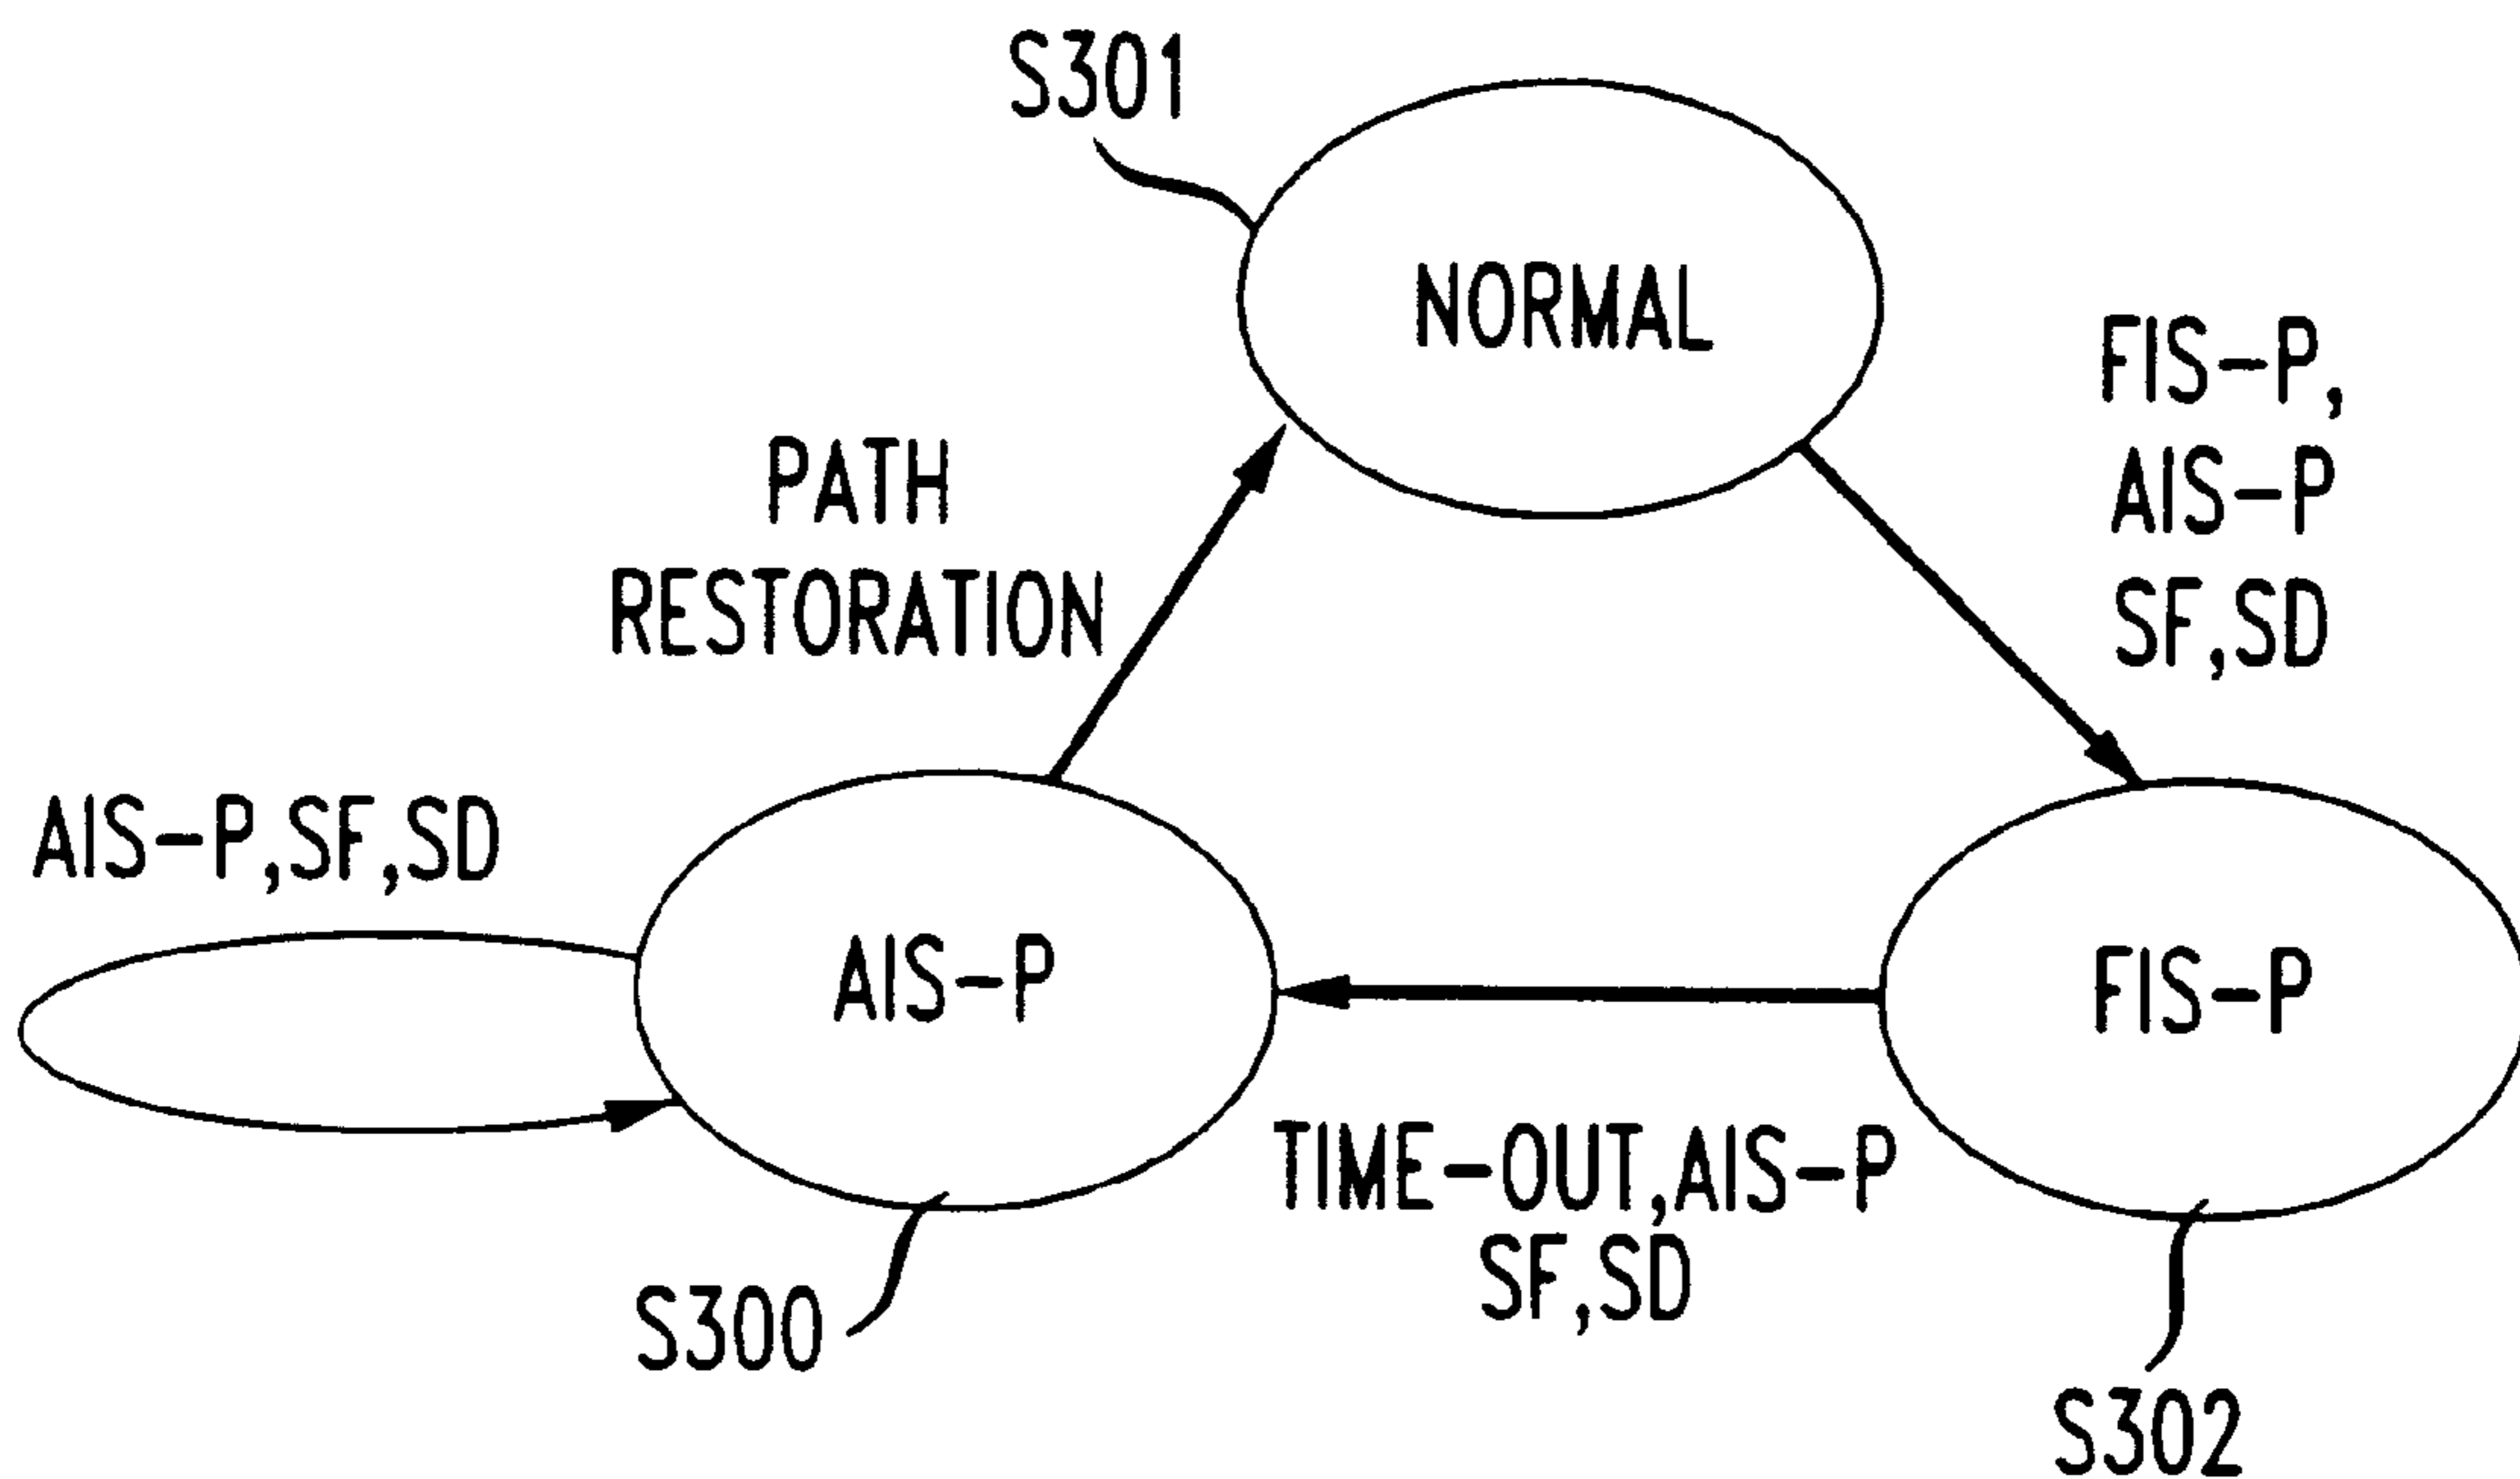 S301
NORMAL
FIS-P,
AIS-P
SF,SD
PATH
RESTORATION
AIS-P,SF,SD
AIS-P
FIS-P
TIME-OUT,AIS-P
SF,SD
S300
S302